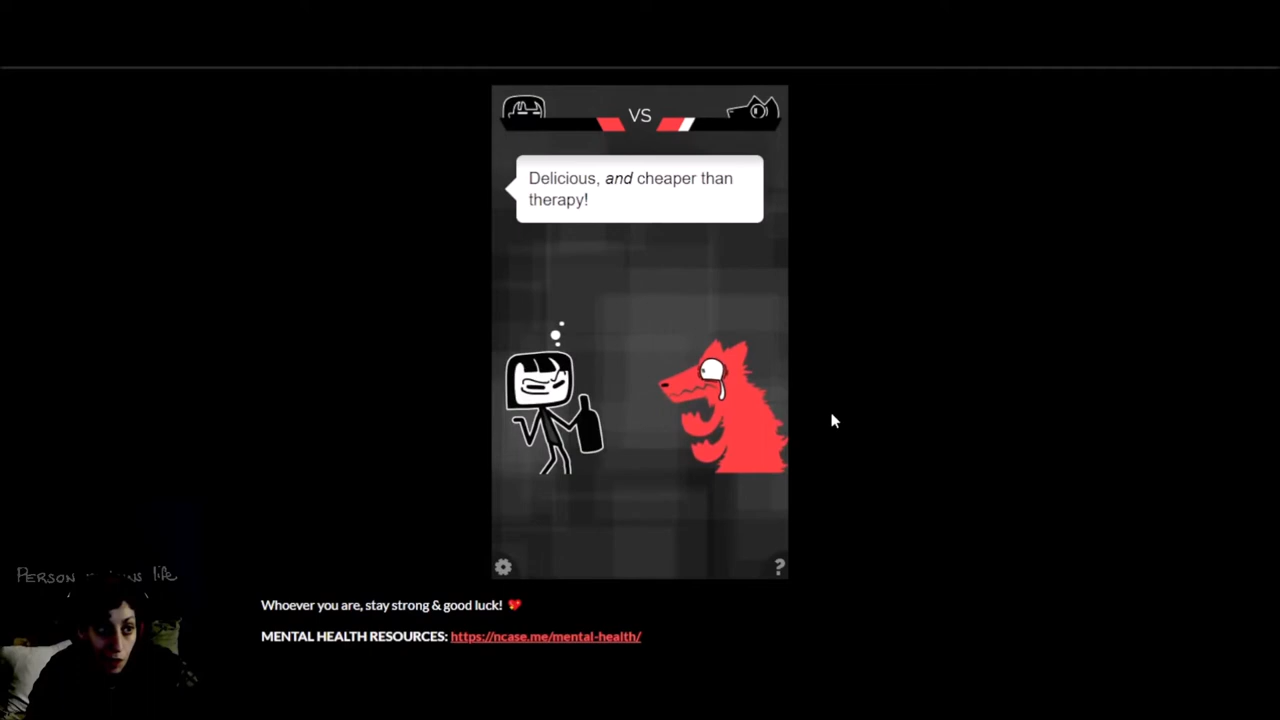 VS
Delicious, and cheaper than
therapy!
?
PERSON life
Whoever you are, stay strong & good luck!
MENTAL HEALTH RESOURCES: https://ncase.me/mental-health/